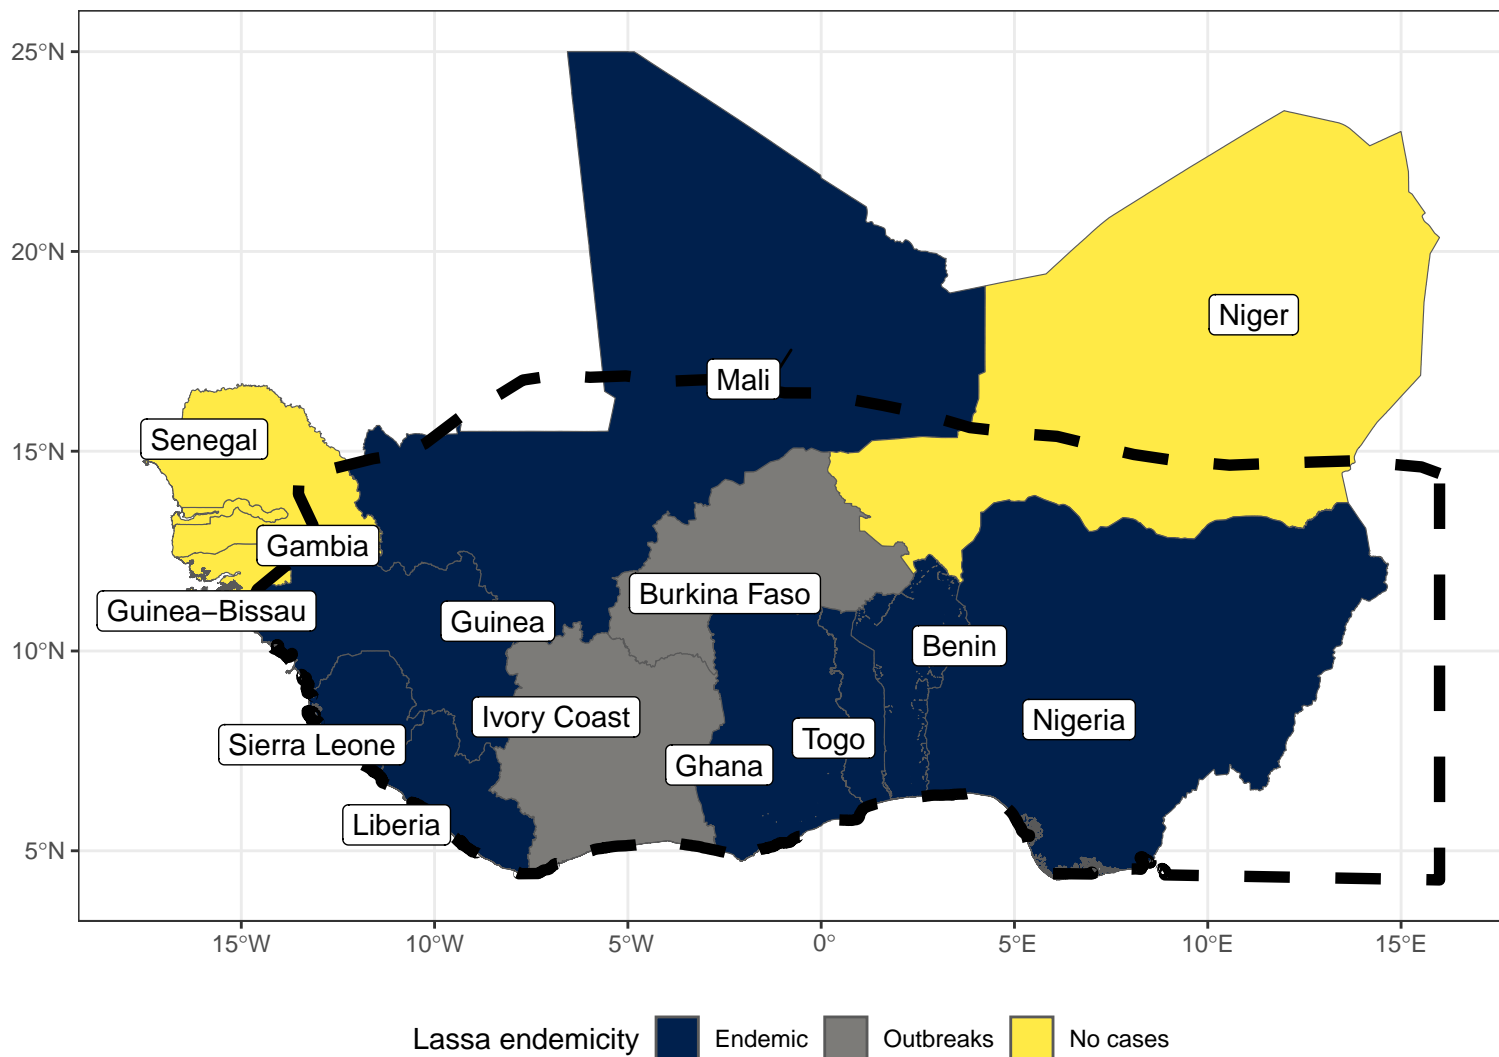 25°N
20°N
15°N
10°N
5°N
Niger
Mali
Senegal
Gambia
Burkina Faso
Guinea−Bissau
Guinea
Benin
Ivory Coast
Nigeria
Sierra Leone
Togo
Ghana
Liberia
15°W 10°W 5°W 0° 5°E 10°E 15°E
Lassa endemicity Endemic Outbreaks No cases